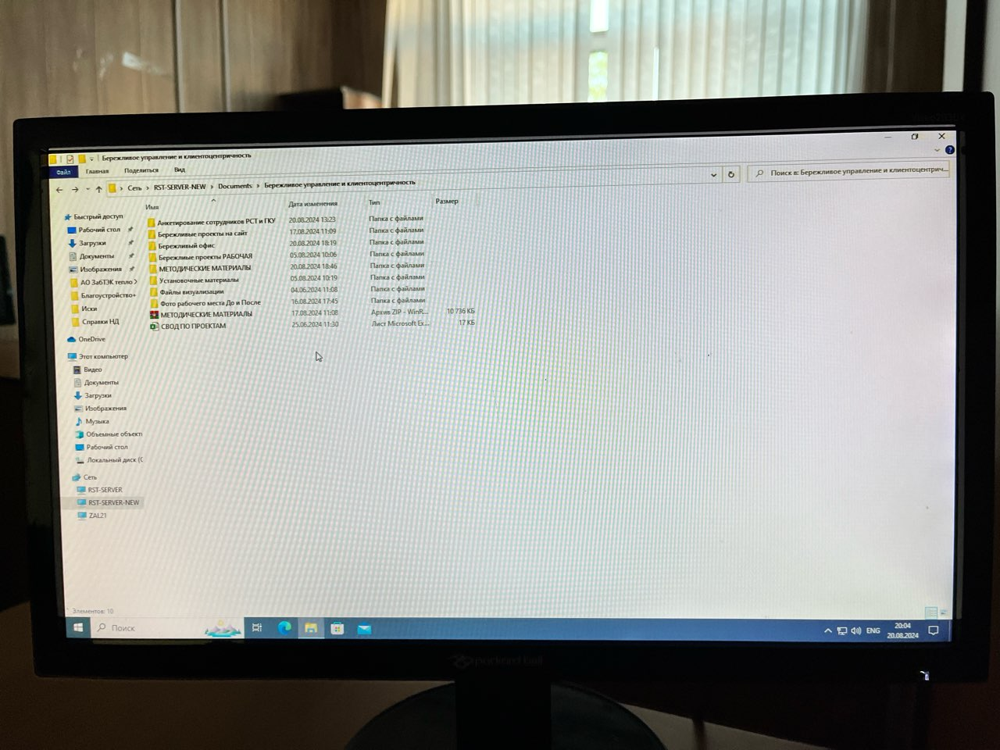 Бережливое управление и клиентоцентричность
Файл Главная Поделиться Вид
Сеть RST-SERVER-NEW Documents Бережливое управление и клиентоцентричность
Поиск в: Бережливое управление и клиентоцентрич...
Имя Дата изменения Тип Размер
Анкетирование сотрудников РСТ и ГКУ 20.08.2024 13:23 Папка с файлами
Бережливые проекты на сайт 17.08.2024 11:09 Папка с файлами
Бережливый офис 20.08.2024 18:19 Папка с файлами
Бережлиые проекты РАБОЧАЯ 05.08.2024 10:06 Папка с файлами
МЕТОДИЧЕСКИЕ МАТЕРИАЛЫ 20.08.2024 18:46 Папка с файлами
Установочные материалы 05.08.2024 10:19 Папка с файлами
Файлы визуализации 04.06.2024 11:08 Папка с файлами
Фото рабочего места До и После 16.08.2024 17:45 Папка с файлами
МЕТОДИЧЕСКИЕ МАТЕРИАЛЫ 17.08.2024 11:08 Архив ZIP - WinR... 10 736 КБ
СВОД ПО ПРОЕКТАМ 25.06.2024 11:30 Лист Microsoft Ex... 17 КБ
Быстрый доступ
Рабочий стол
Загрузки
Документы
Изображения
АО ЗабТЭК тепло
Благоустройство+
Иски
Справки НД
OneDrive
Этот компьютер
Видео
Документы
Загрузки
Изображения
Музыка
Объемные объект
Рабочий стол
Локальный диск (C
Сеть
RST-SERVER
RST-SERVER-NEW
ZAL21
Элементов: 10
Поиск
ENG
20:04
20.08.2024
packard bell